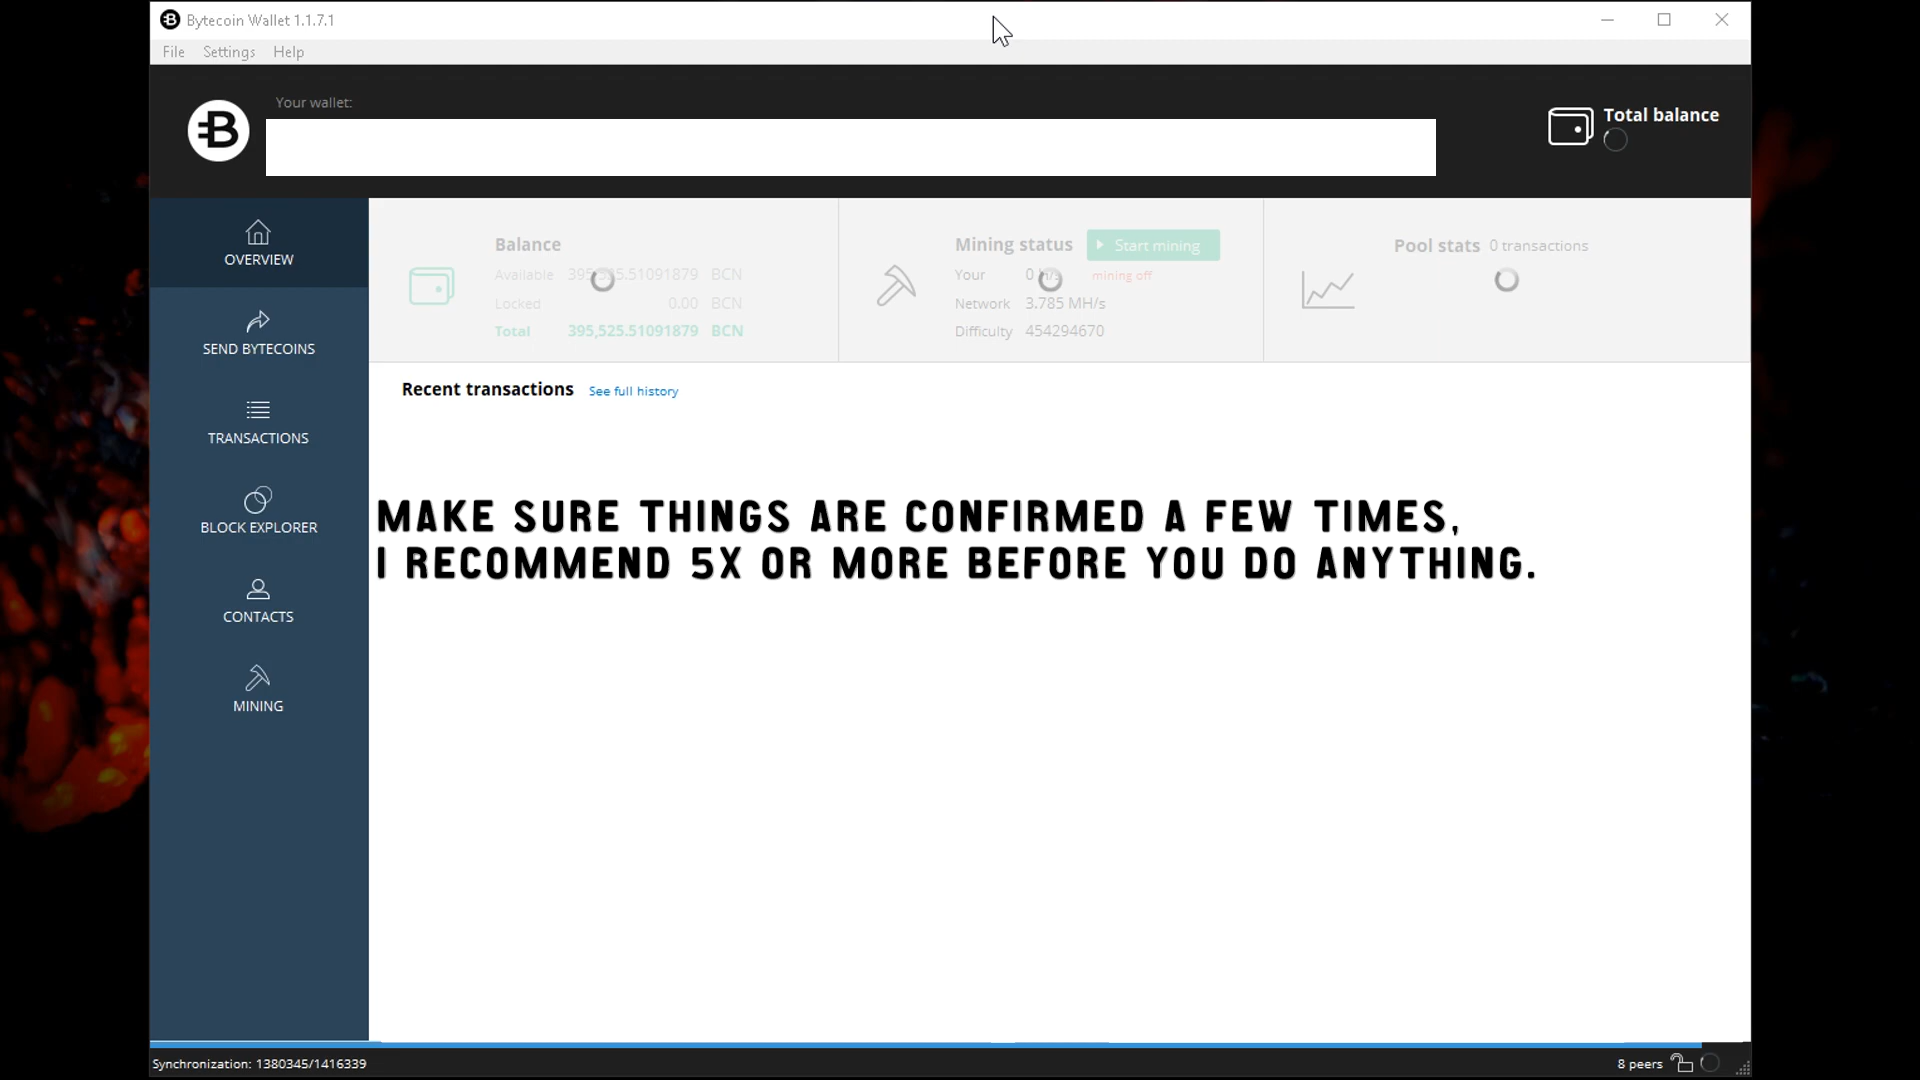 Bytecoin Wallet 1.1.7.1
File Settings Help
Your wallet:
Total balance
OVERVIEW
SEND BYTECOINS
TRANSACTIONS
BLOCK EXPLORER
CONTACTS
MINING
Balance
Available 395,525.51091879 BCN
Locked 0.00 BCN
Total 395,525.51091879 BCN
Mining status Start mining
Your 0 H/s mining off
Network 3.785 MH/s
Difficulty 454294670
Pool stats 0 transactions
Recent transactions See full history
MAKE SURE THINGS ARE CONFIRMED A FEW TIMES,
I RECOMMEND 5X OR MORE BEFORE YOU DO ANYTHING.
Synchronization: 1380345/1416339
8 peers